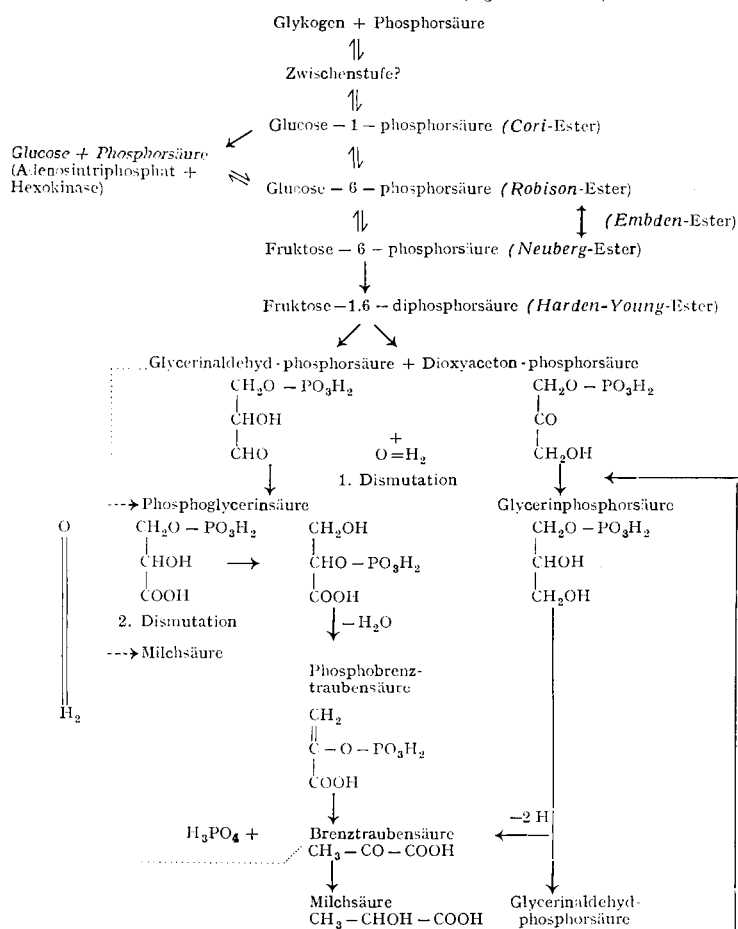 Glykogen + Phosphorsäure
Zwischenstufe?
Glucose – 1 – phosphorsäure (Cori-Ester)
Glucose + Phosphorsäure
(Adenosintriphosphat +
Hexokinase)
Glucose – 6 – phosphorsäure (Robison-Ester)
(Embden-Ester)
Fruktose – 6 – phosphorsäure (Neuberg-Ester)
Fruktose–1.6 – diphosphorsäure (Harden-Young-Ester)
Glycerinaldehyd-phosphorsäure + Dioxyaceton-phosphorsäure
CH₂O – PO₃H₂ CH₂O – PO₃H₂
CHOH CO
CHO + CH₂OH
O=H₂
1. Dismutation
Phosphoglycerinsäure Glycerinphosphorsäure
O CH₂O – PO₃H₂ CH₂OH CH₂O – PO₃H₂
CHOH CHO – PO₃H₂ CHOH
COOH COOH CH₂OH
2. Dismutation –H₂O
Milchsäure
Phosphobrenz-
traubensäure
H₂ CH₂
C – O – PO₃H₂
COOH
–2 H
H₃PO₄ + Brenztraubensäure
CH₃ – CO – COOH
Milchsäure Glycerinaldehyd-
CH₃ – CHOH – COOH phosphorsäure